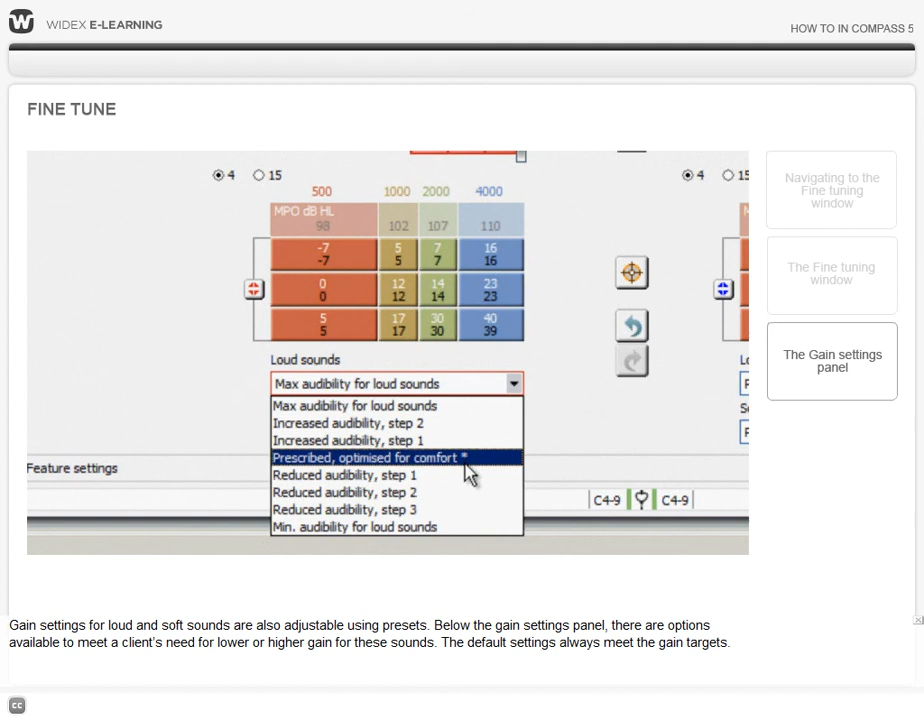 W WIDEX E-LEARNING
HOW TO IN COMPASS 5
FINE TUNE
4 15
4 15
500 1000 2000 4000
MPO dB HL
98 102 107 110
M
-7 5 7 16
-7 5 7 16
0 12 14 23
0 12 14 23
5 17 30 40
5 17 30 39
Loud sounds
Max audibility for loud sounds
Max audibility for loud sounds
Increased audibility, step 2
Increased audibility, step 1
Prescribed, optimised for comfort *
Reduced audibility, step 1
Reduced audibility, step 2
Reduced audibility, step 3
Min. audibility for loud sounds
Feature settings
C4-9 C4-9
Navigating to the
Fine tuning
window
The Fine tuning
window
The Gain settings
panel
Gain settings for loud and soft sounds are also adjustable using presets. Below the gain settings panel, there are options
available to meet a client's need for lower or higher gain for these sounds. The default settings always meet the gain targets.
cc